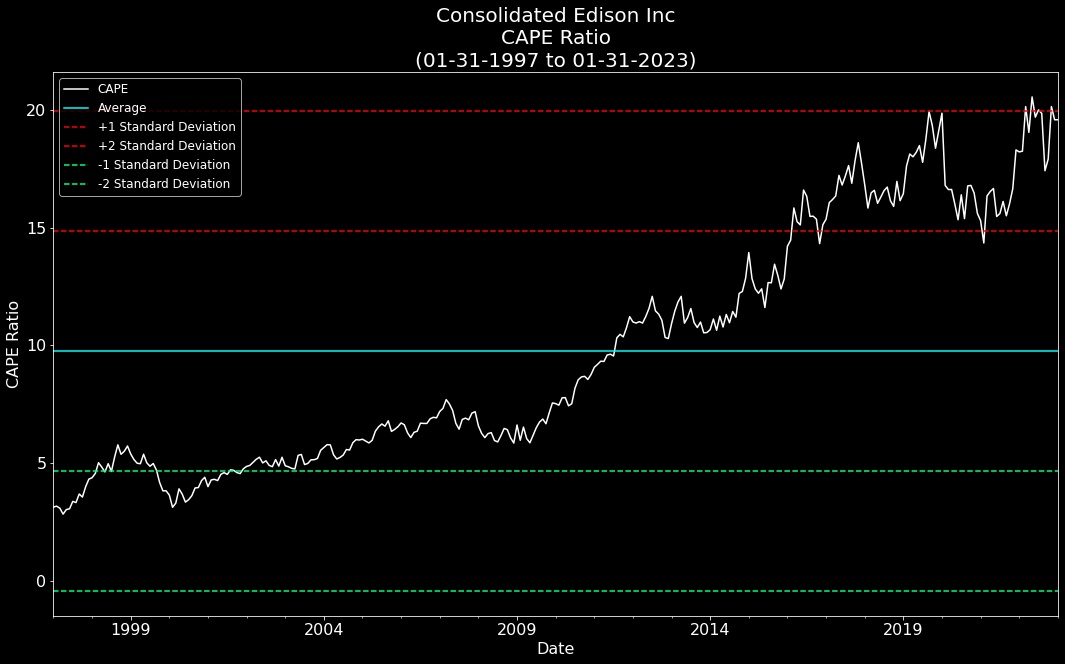 Consolidated Edison Inc
CAPE Ratio
(01-31-1997 to 01-31-2023)
CAPE
Average
+1 Standard Deviation
+2 Standard Deviation
-1 Standard Deviation
-2 Standard Deviation
CAPE Ratio
20
15
10
5
0
1999
2004
2009
2014
2019
Date